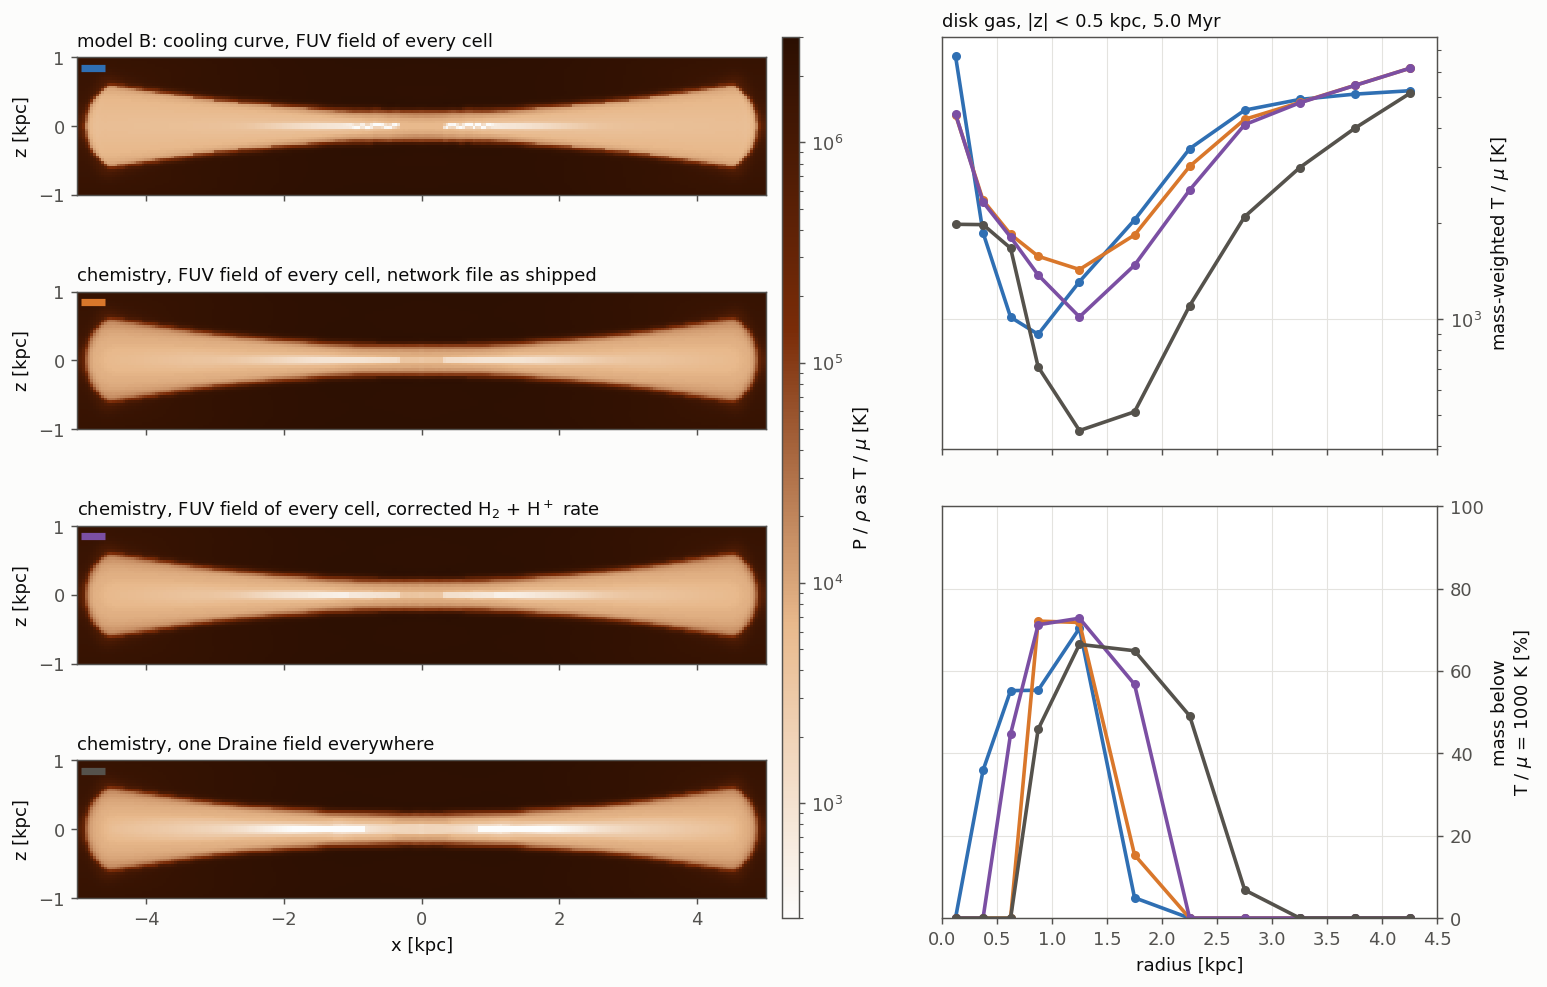 model B: cooling curve, FUV field of every cell
1
0
−1
z [kpc]
chemistry, FUV field of every cell, network file as shipped
1
0
−1
z [kpc]
chemistry, FUV field of every cell, corrected H₂ + H⁺ rate
1
0
−1
z [kpc]
chemistry, one Draine field everywhere
1
0
−1
z [kpc]
−4 −2 0 2 4
x [kpc]
10⁶
10⁵
10⁴
10³
P / ρ as T / μ [K]
disk gas, |z| < 0.5 kpc, 5.0 Myr
10³
mass-weighted T / μ [K]
100
80
60
40
20
0
mass below
T / μ = 1000 K [%]
0.0 0.5 1.0 1.5 2.0 2.5 3.0 3.5 4.0 4.5
radius [kpc]